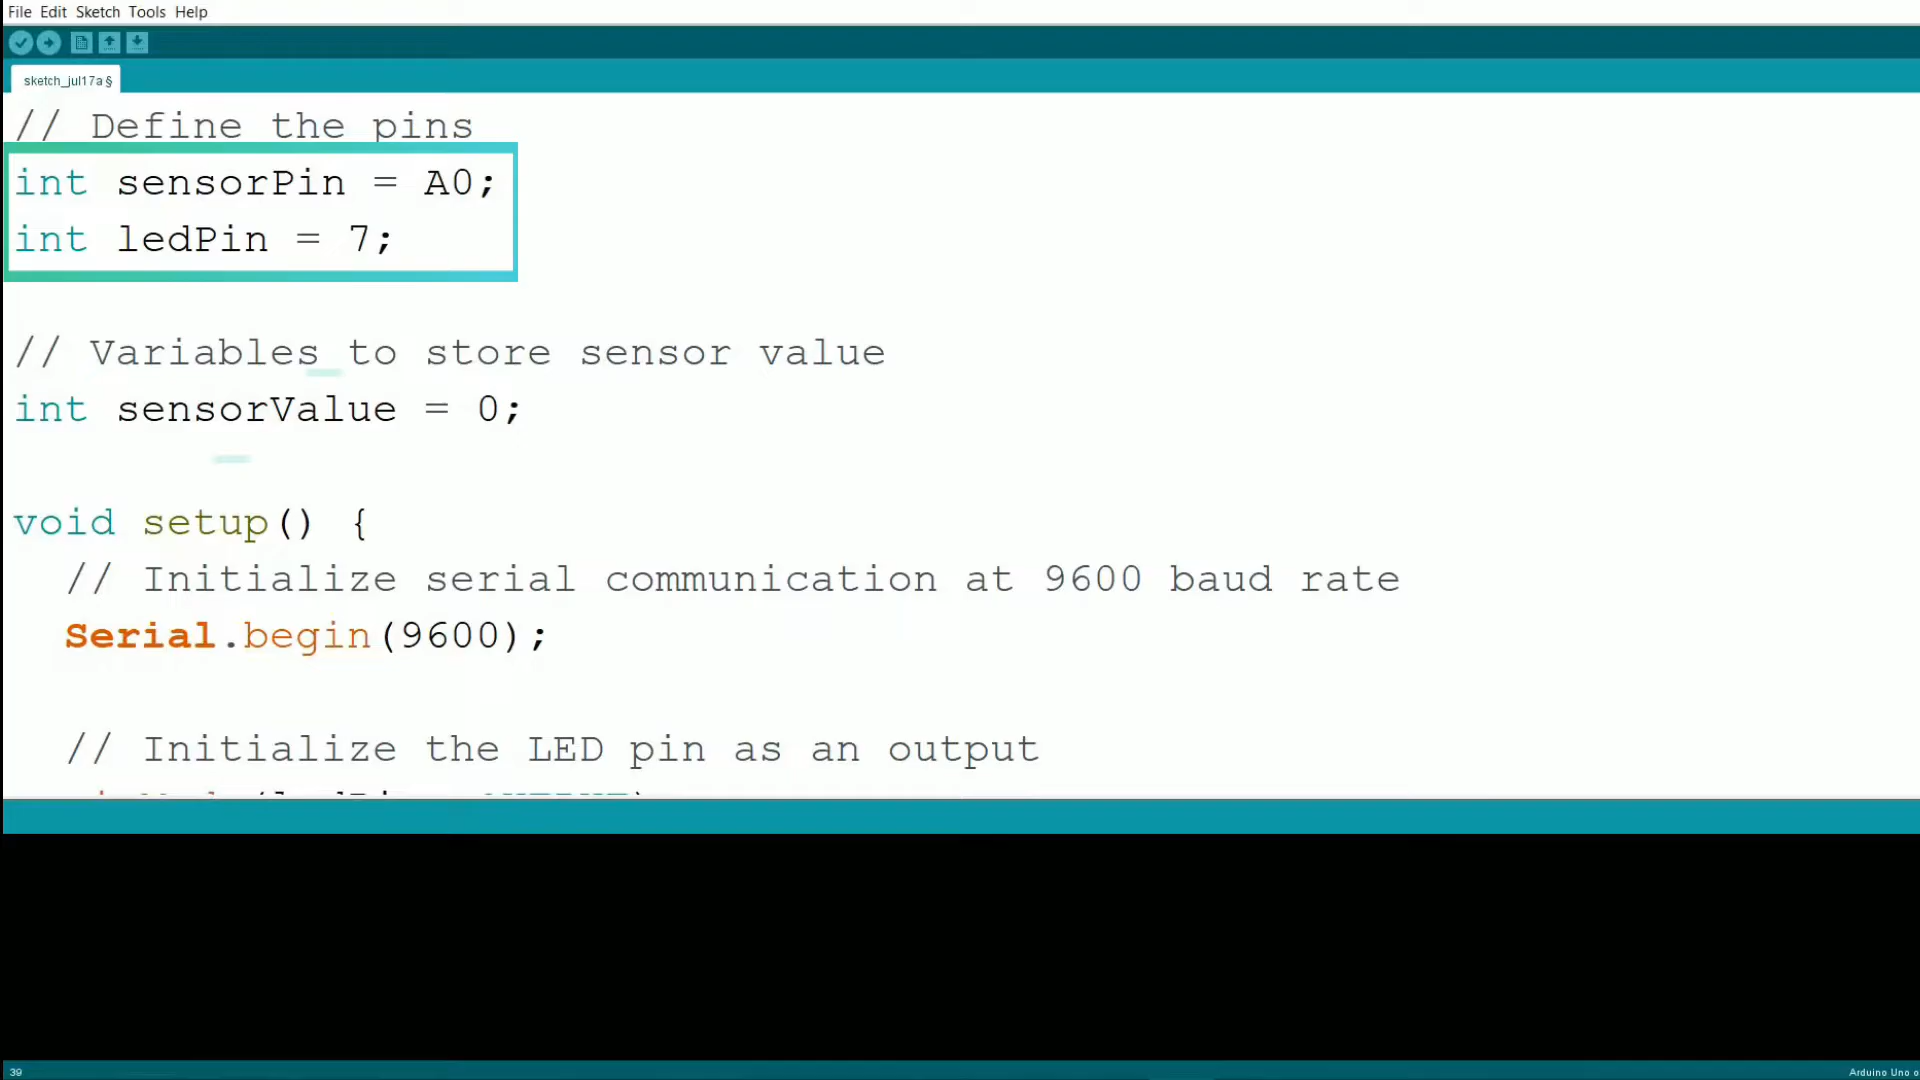 File Edit Sketch Tools Help
sketch_jul17a §
// Define the pins
int sensorPin = A0;
int ledPin = 7;
// Variables to store sensor value
int sensorValue = 0;
void setup() {
// Initialize serial communication at 9600 baud rate
Serial.begin(9600);
// Initialize the LED pin as an output
39
Arduino Uno o